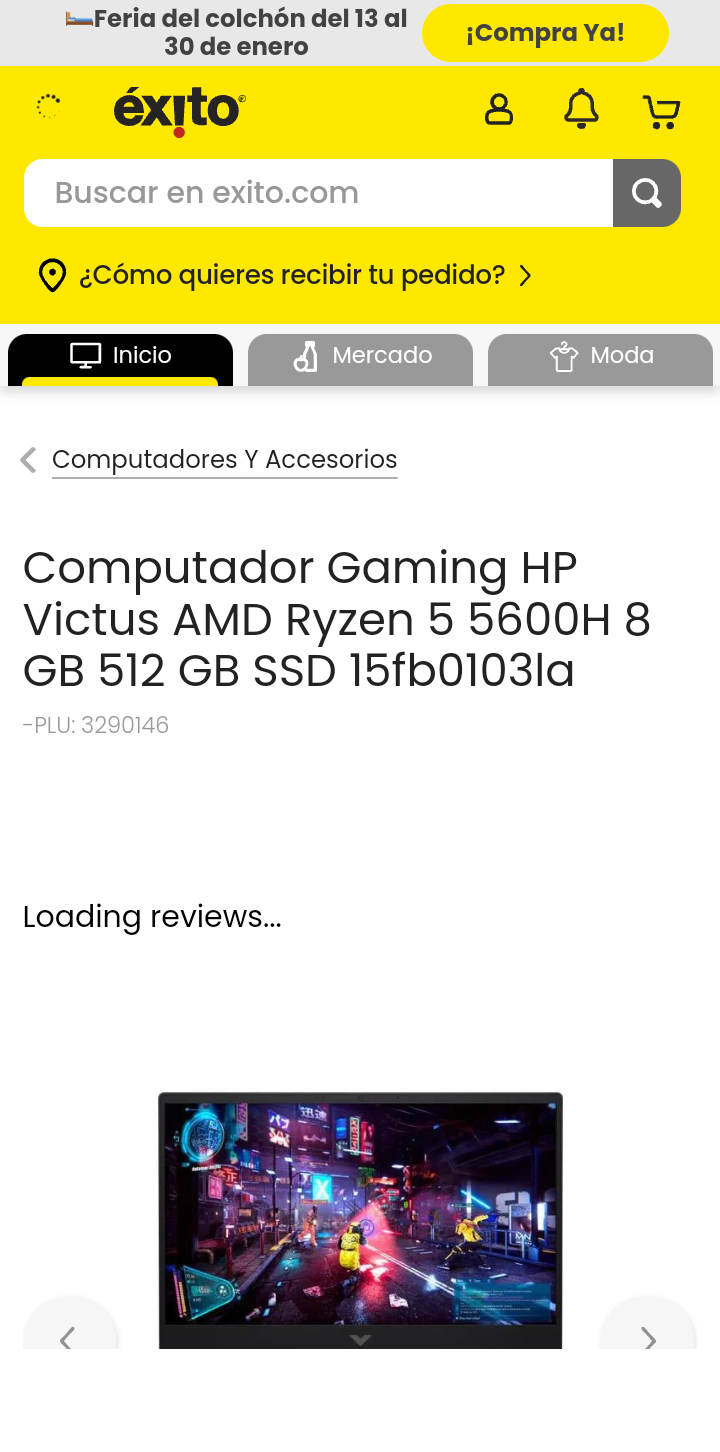 Feria del colchón del 13 al
30 de enero
¡Compra Ya!
éxito
Buscar en exito.com
¿Cómo quieres recibir tu pedido?
Inicio
Mercado
Moda
Computadores Y Accesorios
Computador Gaming HP
Victus AMD Ryzen 5 5600H 8
GB 512 GB SSD 15fb0103la
-PLU: 3290146
Loading reviews...